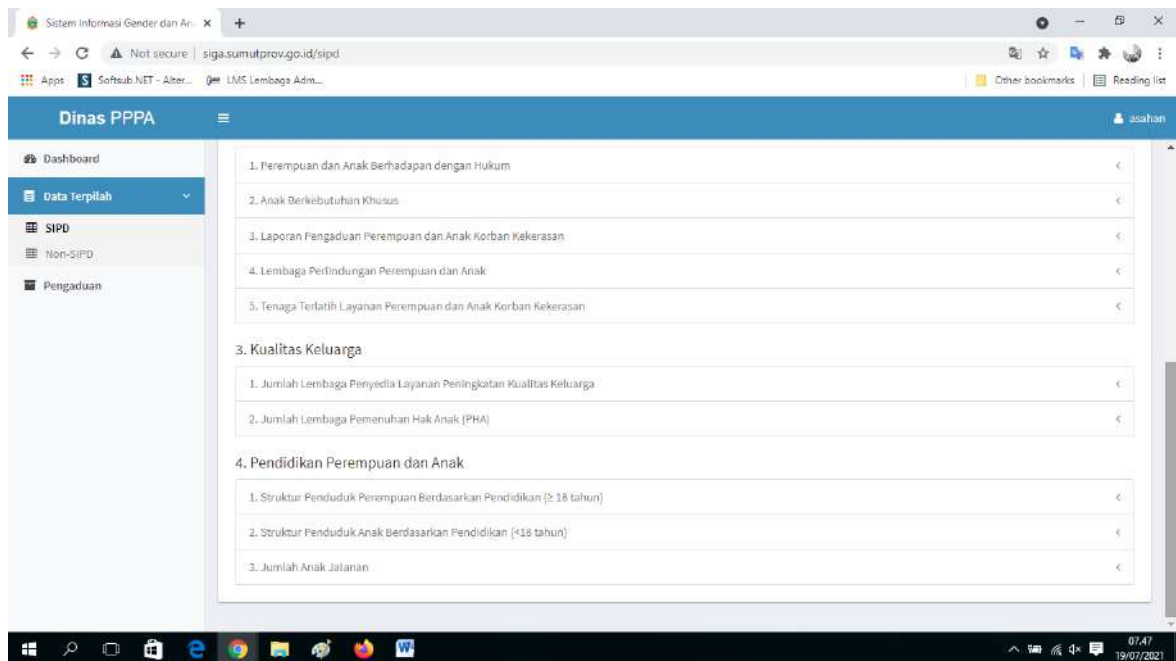 Sistem Informasi Gender dan An
Not secure siga.sumutprov.go.id/sipd
Apps Softsub.NET - Alter... LMS Lembaga Adm...
Other bookmarks Reading list
Dinas PPPA
asahan
Dashboard
Data Terpilah
SIPD
Non-SIPD
Pengaduan
1. Perempuan dan Anak Berhadapan dengan Hukum
2. Anak Berkebutuhan Khusus
3. Laporan Pengaduan Perempuan dan Anak Korban Kekerasan
4. Lembaga Perlindungan Perempuan dan Anak
5. Tenaga Terlatih Layanan Perempuan dan Anak Korban Kekerasan
3. Kualitas Keluarga
1. Jumlah Lembaga Penyedia Layanan Peningkatan Kualitas Keluarga
2. Jumlah Lembaga Pemenuhan Hak Anak (PHA)
4. Pendidikan Perempuan dan Anak
1. Struktur Penduduk Perempuan Berdasarkan Pendidikan (≥ 18 tahun)
2. Struktur Penduduk Anak Berdasarkan Pendidikan (<18 tahun)
3. Jumlah Anak Jalanan
07.47
19/07/2021